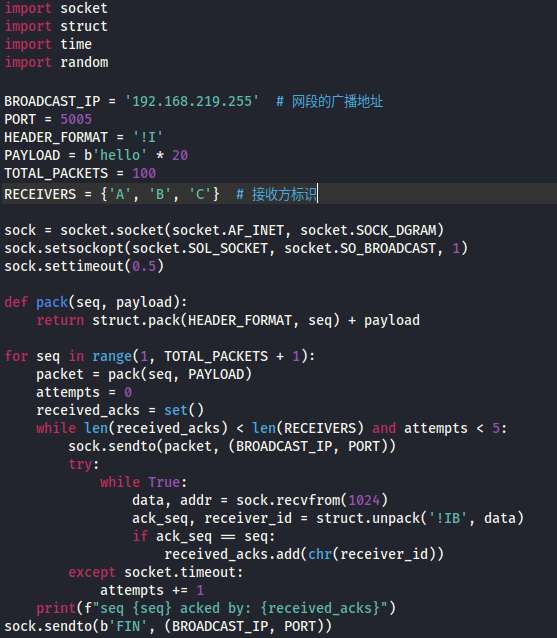 import socket
import struct
import time
import random

BROADCAST_IP = '192.168.219.255'  # 网段的广播地址
PORT = 5005
HEADER_FORMAT = '!I'
PAYLOAD = b'hello' * 20
TOTAL_PACKETS = 100
RECEIVERS = {'A', 'B', 'C'}  # 接收方标识

sock = socket.socket(socket.AF_INET, socket.SOCK_DGRAM)
sock.setsockopt(socket.SOL_SOCKET, socket.SO_BROADCAST, 1)
sock.settimeout(0.5)

def pack(seq, payload):
    return struct.pack(HEADER_FORMAT, seq) + payload

for seq in range(1, TOTAL_PACKETS + 1):
    packet = pack(seq, PAYLOAD)
    attempts = 0
    received_acks = set()
    while len(received_acks) < len(RECEIVERS) and attempts < 5:
        sock.sendto(packet, (BROADCAST_IP, PORT))
        try:
            while True:
                data, addr = sock.recvfrom(1024)
                ack_seq, receiver_id = struct.unpack('!IB', data)
                if ack_seq == seq:
                    received_acks.add(chr(receiver_id))
        except socket.timeout:
            attempts += 1
    print(f"seq {seq} acked by: {received_acks}")
sock.sendto(b'FIN', (BROADCAST_IP, PORT))